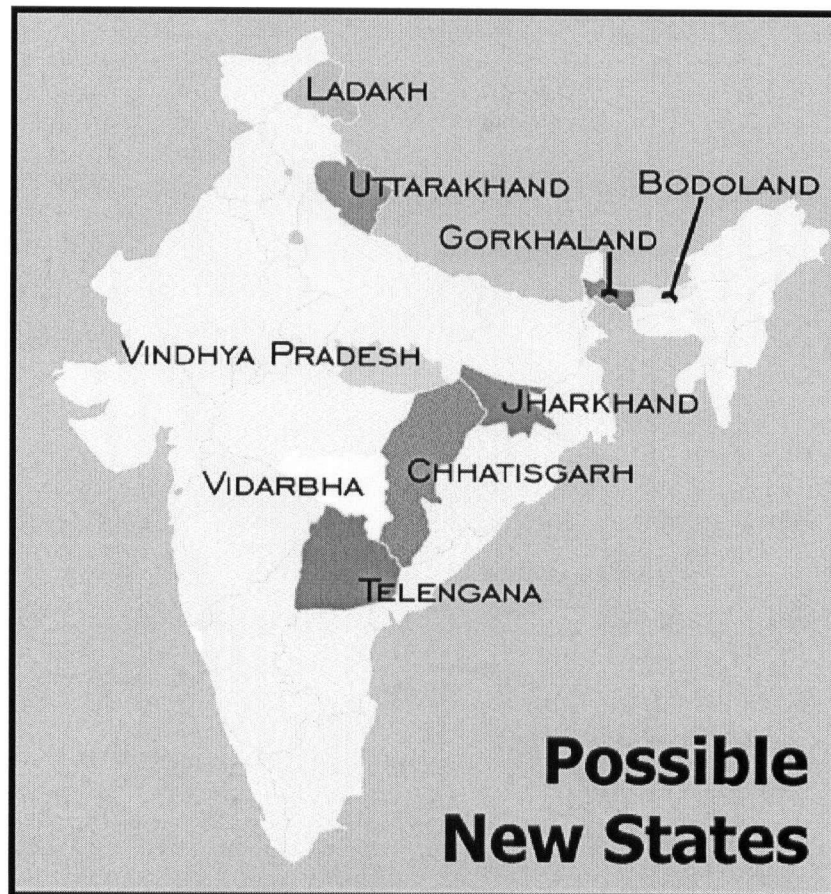 LADAKH
UTTARAKHAND
BODOLAND
GORKHALAND
VINDHYA PRADESH
JHARKHAND
CHHATISGARH
VIDARBHA
TELENGANA
Possible
New States